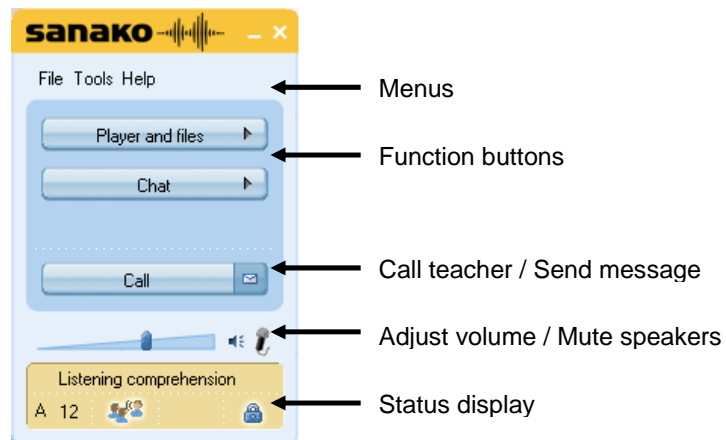 sanako
File Tools Help
Menus
Player and files
Function buttons
Chat
Call
Call teacher / Send message
Adjust volume / Mute speakers
Listening comprehension
A 12
Status display